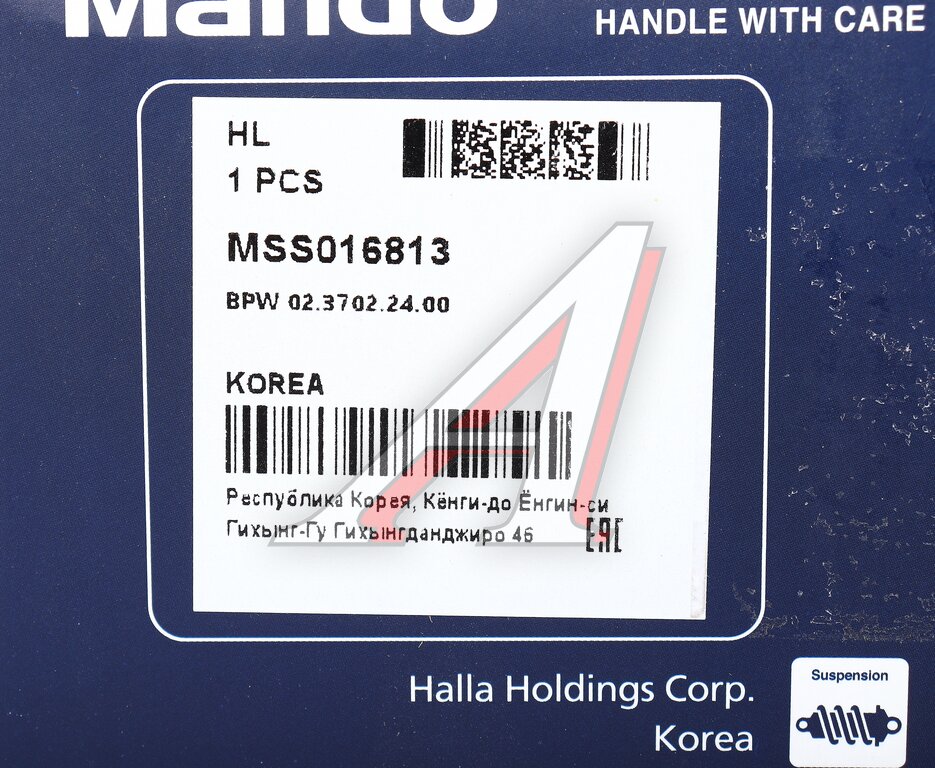 Mando
HANDLE WITH CARE
HL
1 PCS
MSS016813
BPW 02.3702.24.00
KOREA
Республика Корея, Кёнги-до Ёнгин-си
Гихынг-Гу Гихынгданджиро 46
EAC
Halla Holdings Corp.
Korea
Suspension